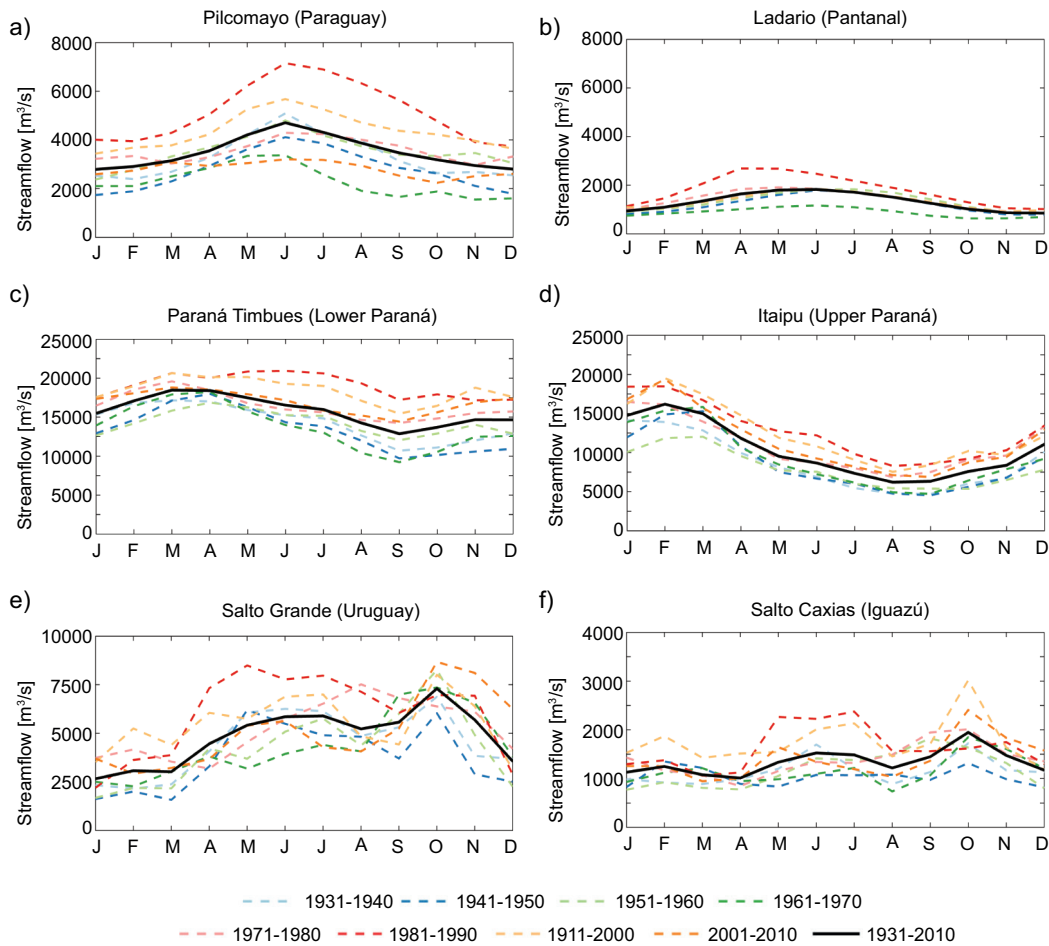 a)
Pilcomayo (Paraguay)
Streamflow [m³/s]
8000
6000
4000
2000
0
J F M A M J J A S O N D
b)
Ladario (Pantanal)
Streamflow [m³/s]
8000
6000
4000
2000
0
J F M A M J J A S O N D
c)
Paraná Timbues (Lower Paraná)
Streamflow [m³/s]
25000
20000
15000
10000
5000
0
J F M A M J J A S O N D
d)
Itaipu (Upper Paraná)
Streamflow [m³/s]
25000
20000
15000
10000
5000
0
J F M A M J J A S O N D
e)
Salto Grande (Uruguay)
Streamflow [m³/s]
10000
7500
5000
2500
0
J F M A M J J A S O N D
f)
Salto Caxias (Iguazú)
Streamflow [m³/s]
4000
3000
2000
1000
0
J F M A M J J A S O N D
1931-1940 1941-1950 1951-1960 1961-1970
1971-1980 1981-1990 1911-2000 2001-2010 1931-2010